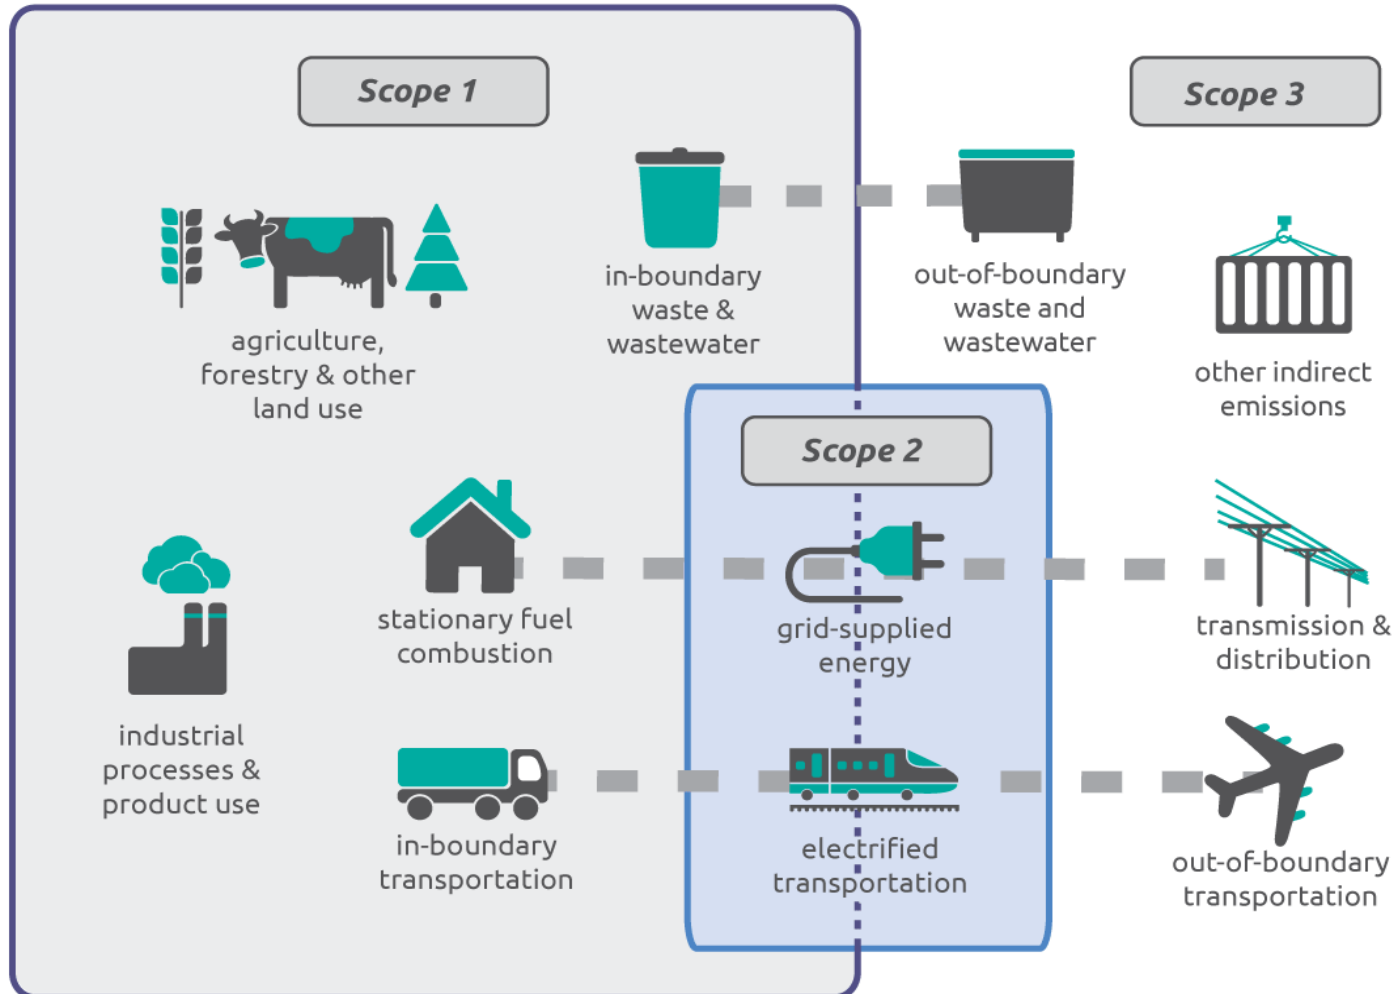 Scope 1
Scope 3
in-boundary
waste &
wastewater
out-of-boundary
waste and
wastewater
agriculture,
forestry & other
land use
other indirect
emissions
Scope 2
stationary fuel
combustion
grid-supplied
energy
transmission &
distribution
industrial
processes &
product use
in-boundary
transportation
electrified
transportation
out-of-boundary
transportation